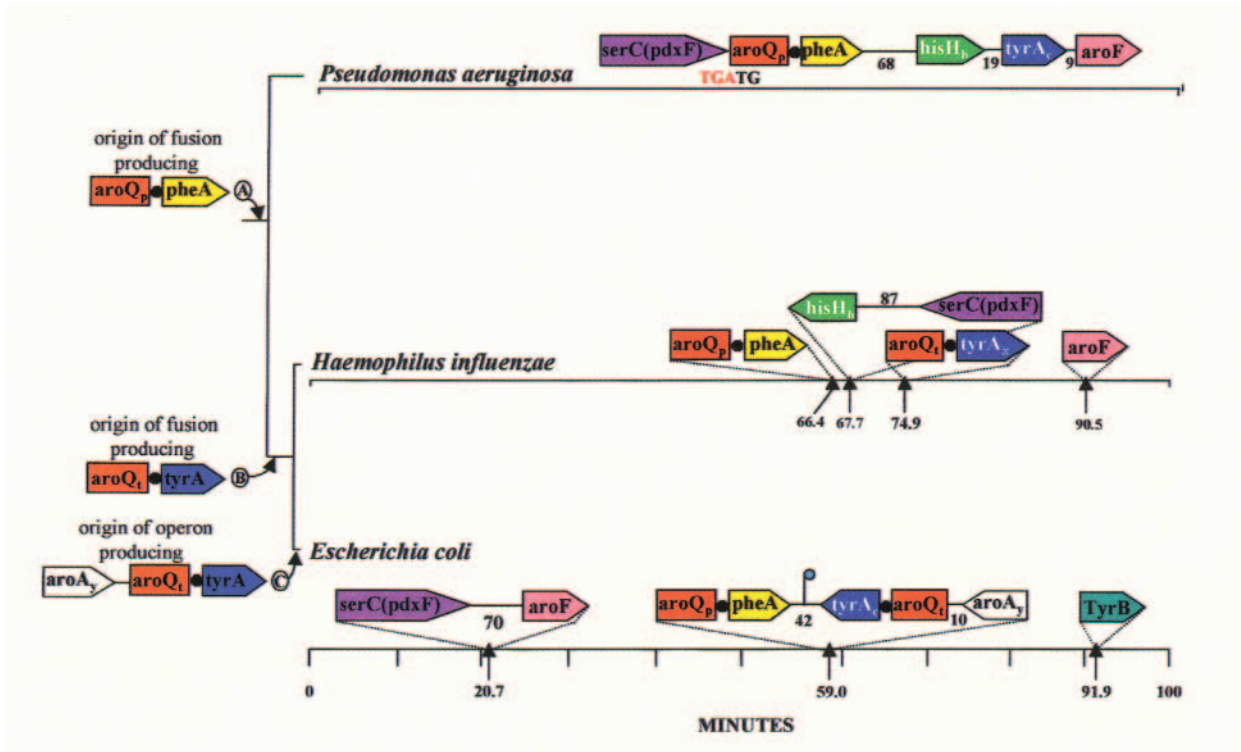 serC(pdxF) aroQp pheA hisHh tyrAc aroF
68 19 9
TGATG
Pseudomonas aeruginosa
origin of fusion
producing
aroQp pheA A
hisHh 87 serC(pdxF)
aroQp pheA aroQt tyrAx aroF
Haemophilus influenzae
66.4 67.7 74.9 90.5
origin of fusion
producing
aroQt tyrA B
origin of operon
producing
aroAy aroQt tyrA C
Escherichia coli
serC(pdxF) aroF aroQp pheA tyrAc aroQt aroAy TyrB
70 42 10
0 20.7 59.0 91.9 100
MINUTES